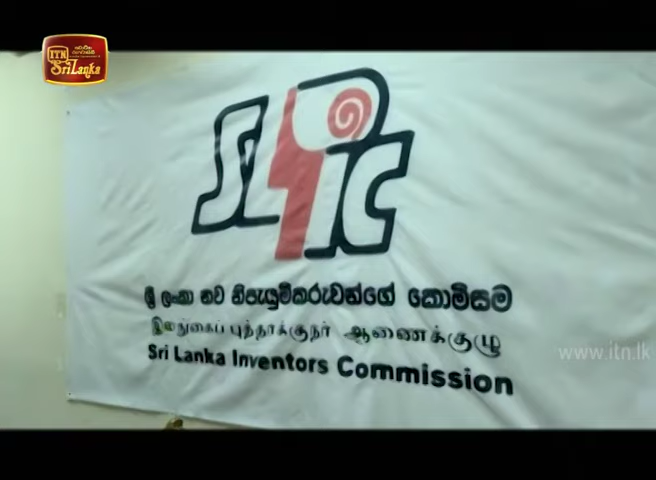 ITN
Sri Lanka
SLIC
ශ්‍රී ලංකා නව නිපැයුම්කරුවන්ගේ කොමිසම
இலங்கைப் புத்தாக்குநர் ஆணைக்குழு
Sri Lanka Inventors Commission
www.itn.lk